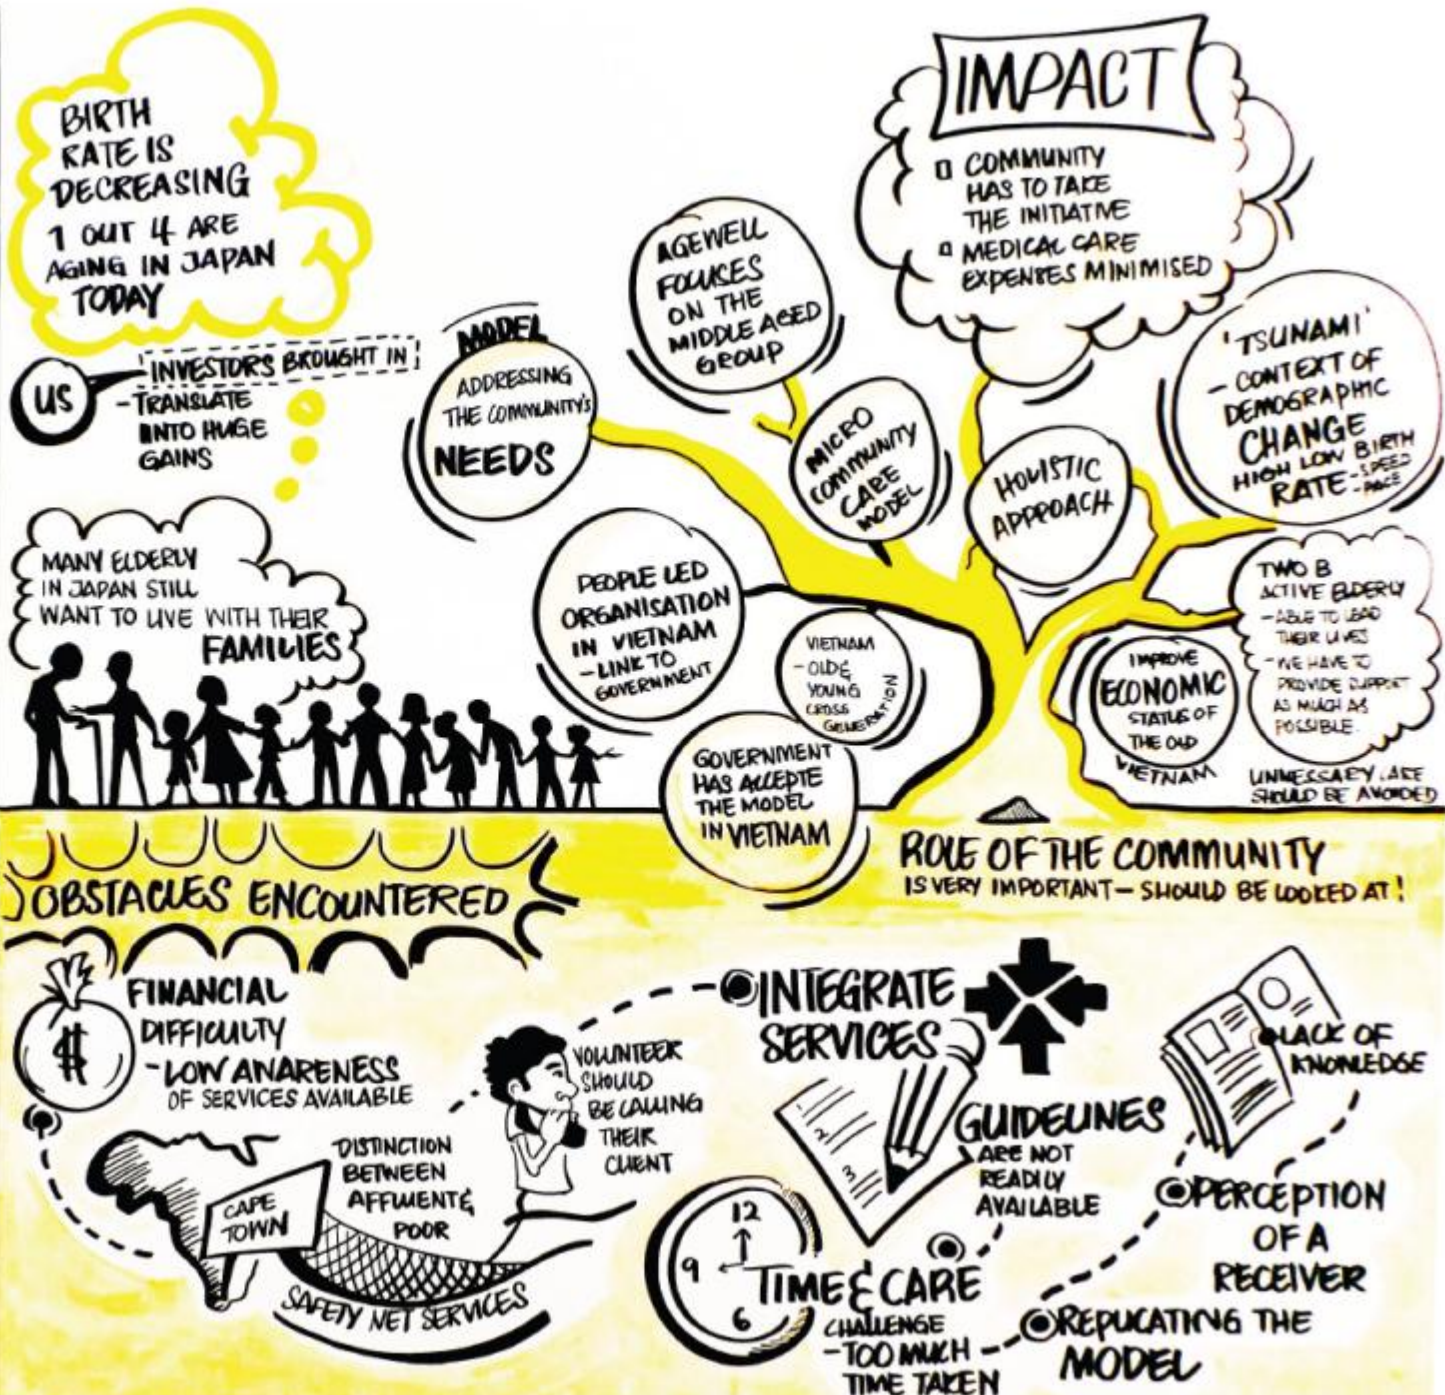 BIRTH
RATE IS
DECREASING
1 OUT 4 ARE
AGING IN JAPAN
TODAY
US
INVESTORS BROUGHT IN
- TRANSLATE
INTO HUGE
GAINS
MANY ELDERLY
IN JAPAN STILL
WANT TO LIVE WITH THEIR
FAMILIES
MODEL
ADDRESSING
THE COMMUNITY'S
NEEDS
AGEWELL
FOCUSES
ON THE
MIDDLE AGED
GROUP
MICRO
COMMUNITY
CARE
MODEL
IMPACT
COMMUNITY
HAS TO TAKE
THE INITIATIVE
MEDICAL CARE
EXPENSES MINIMISED
HOLISTIC
APPROACH
'TSUNAMI'
- CONTEXT OF
DEMOGRAPHIC
CHANGE
HIGH LOW BIRTH
RATE - SPEED
- PACE
PEOPLE LED
ORGANISATION
IN VIETNAM
- LINK TO
GOVERNMENT
VIETNAM
- OLD &
YOUNG
CROSS
GENERATION
GOVERNMENT
HAS ACCEPTE
THE MODEL
IN VIETNAM
IMPROVE
ECONOMIC
STATUS OF
THE OLD
VIETNAM
TWO B
ACTIVE ELDERLY
- ABLE TO LEAD
THEIR LIVES
- WE HAVE TO
PROVIDE SUPPORT
AS MUCH AS
POSSIBLE.
UNNESSARY CARE
SHOULD BE AVOIDED
ROLE OF THE COMMUNITY
IS VERY IMPORTANT - SHOULD BE LOOKED AT!
OBSTACLES ENCOUNTERED
$
FINANCIAL
DIFFICULTY
- LOW AWARENESS
OF SERVICES AVAILABLE
CAPE
TOWN
DISTINCTION
BETWEEN
AFFLUENT &
POOR
SAFETY NET SERVICES
VOLUNTEER
SHOULD
BE CALLING
THEIR
CLIENT
INTEGRATE
SERVICES
1
2
3
GUIDELINES
ARE NOT
READILY
AVAILABLE
LACK OF
KNOWLEDGE
PERCEPTION
OF A
RECEIVER
12
9
6
TIME & CARE
CHALLENGE
- TOO MUCH
TIME TAKEN
REPLICATING THE
MODEL